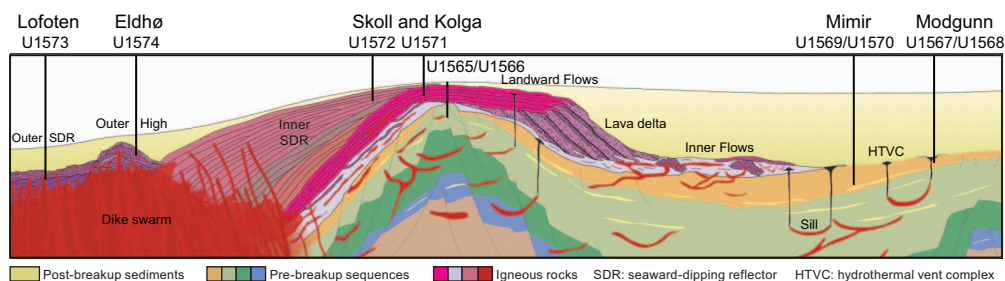 Lofoten Eldhø Skoll and Kolga Mimir Modgunn
U1573 U1574 U1572 U1571 U1569/U1570 U1567/U1568
U1565/U1566
Landward Flows
Outer High
Inner SDR
Lava delta
Outer SDR
Inner Flows
HTVC
Dike swarm
Sill
Post-breakup sediments Pre-breakup sequences Igneous rocks SDR: seaward-dipping reflector HTVC: hydrothermal vent complex